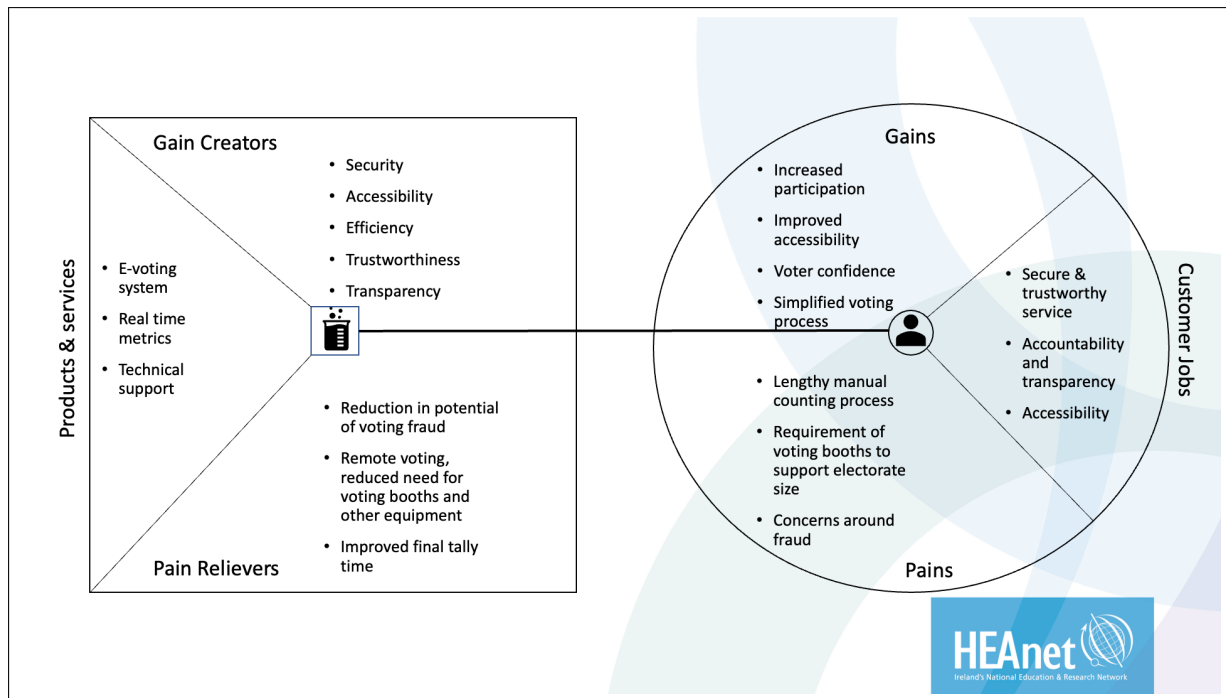 Gain Creators
• Security
• Accessibility
• Efficiency
• Trustworthiness
• Transparency
Products & services
• E-voting
system
• Real time
metrics
• Technical
support
• Reduction in potential
of voting fraud
• Remote voting,
reduced need for
voting booths and
other equipment
• Improved final tally
time
Pain Relievers
Gains
• Increased
participation
• Improved
accessibility
• Voter confidence
• Simplified voting
process
Customer Jobs
• Secure &
trustworthy
service
• Accountability
and
transparency
• Accessibility
• Lengthy manual
counting process
• Requirement of
voting booths to
support electorate
size
• Concerns around
fraud
Pains
HEAnet
Ireland's National Education & Research Network